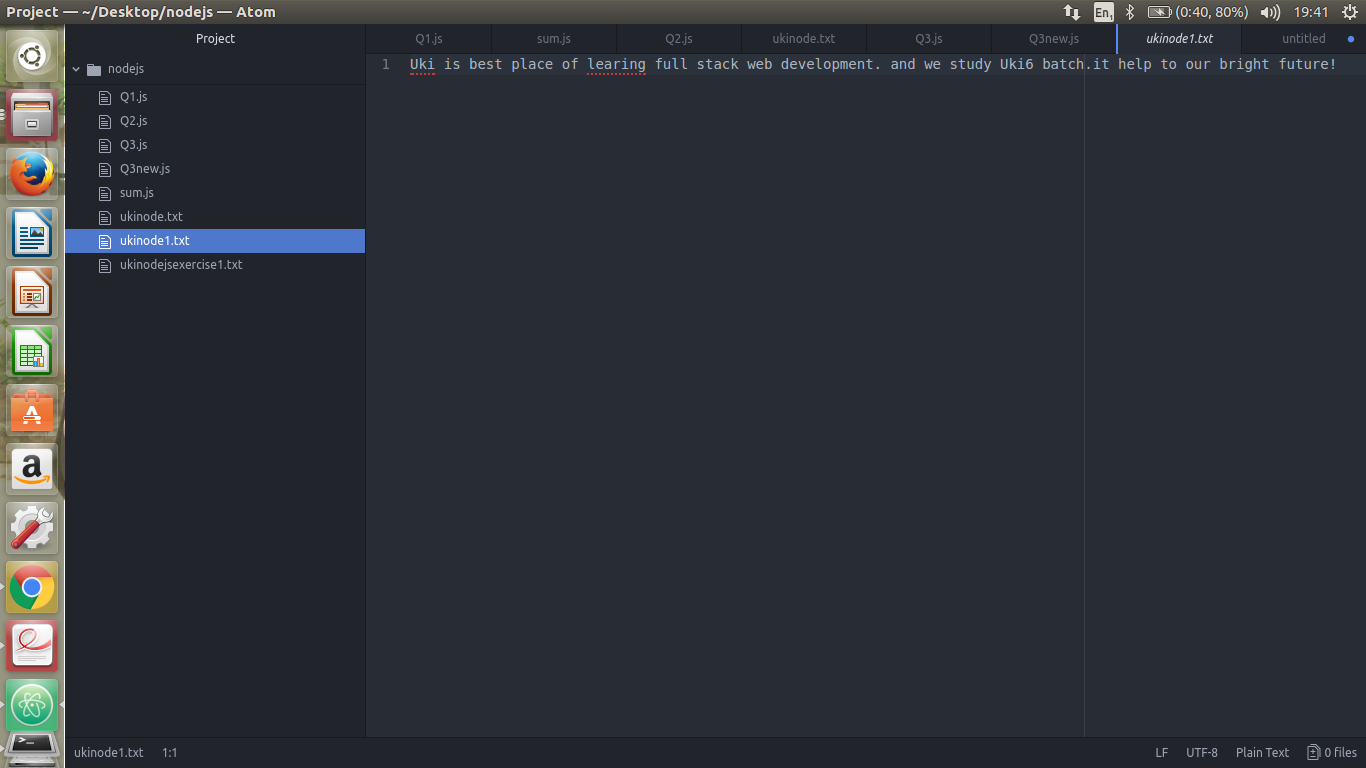 Project — ~/Desktop/nodejs — Atom
En1 (0:40, 80%) 19:41
Project
nodejs
Q1.js
Q2.js
Q3.js
Q3new.js
sum.js
ukinode.txt
ukinode1.txt
ukinodejsexercise1.txt
Q1.js sum.js Q2.js ukinode.txt Q3.js Q3new.js ukinode1.txt untitled
1 Uki is best place of learing full stack web development. and we study Uki6 batch.it help to our bright future!
ukinode1.txt 1:1 LF UTF-8 Plain Text 0 files